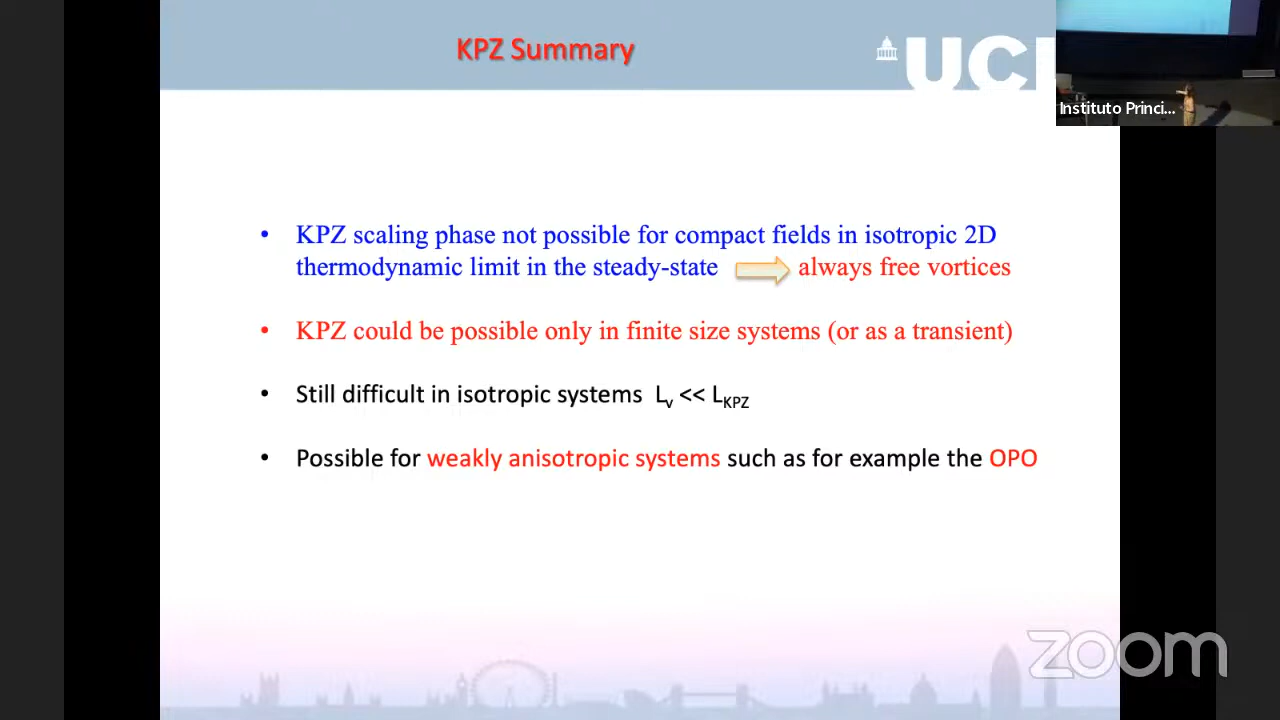 KPZ Summary
UCL
Instituto Princi...
• KPZ scaling phase not possible for compact fields in isotropic 2D
thermodynamic limit in the steady-state always free vortices
• KPZ could be possible only in finite size systems (or as a transient)
• Still difficult in isotropic systems Lv << LKPZ
• Possible for weakly anisotropic systems such as for example the OPO
zoom